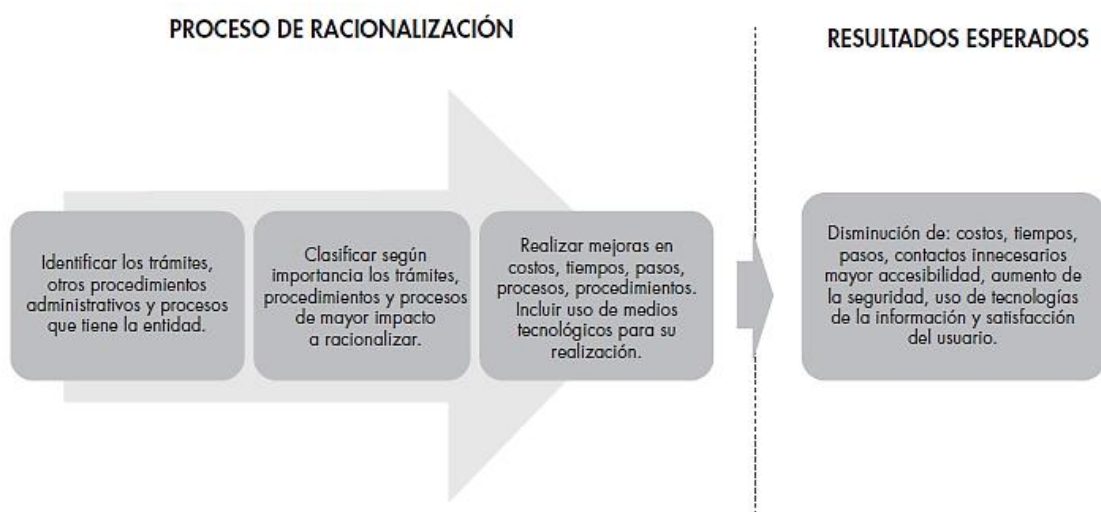 PROCESO DE RACIONALIZACIÓN
RESULTADOS ESPERADOS
Identificar los trámites,
otros procedimientos
administrativos y procesos
que tiene la entidad.
Clasificar según
importancia los trámites,
procedimientos y procesos
de mayor impacto
a racionalizar.
Realizar mejoras en
costos, tiempos, pasos,
procesos, procedimientos.
Incluir uso de medios
tecnológicos para su
realización.
Disminución de: costos, tiempos,
pasos, contactos innecesarios
mayor accesibilidad, aumento de
la seguridad, uso de tecnologías
de la información y satisfacción
del usuario.